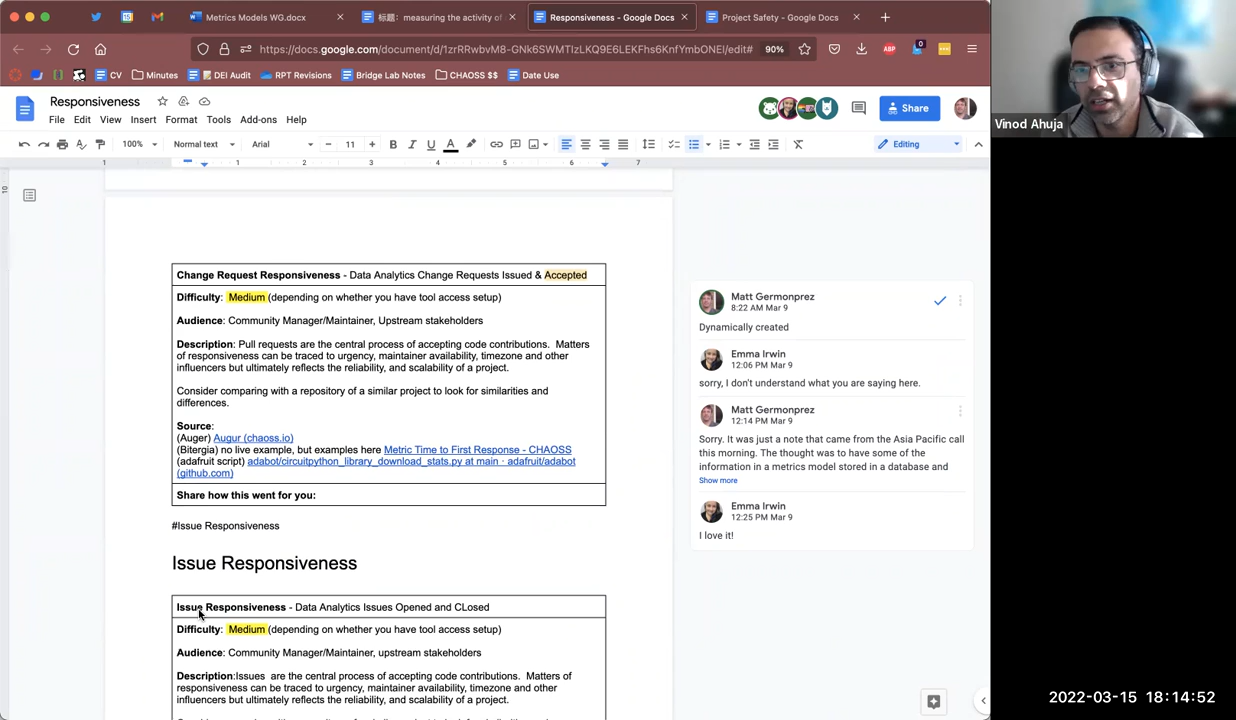 Metrics Models WG.docx
标题：measuring the activity of
Responsiveness - Google Docs
Project Safety - Google Docs
https://docs.google.com/document/d/1zrRRwbvM8-GNk6SWMTIzLKQ9E6LEKFhs6KnfYmbONEI/edit#
90%
ABP
0
CV
Minutes
DEI Audit
RPT Revisions
Bridge Lab Notes
CHAOSS $$
Date Use
Responsiveness
File Edit View Insert Format Tools Add-ons Help
Share
100%
Normal text
Arial
11
Editing
1 1 2 3 4 5 6 7
Change Request Responsiveness - Data Analytics Change Requests Issued & Accepted
Difficulty: Medium (depending on whether you have tool access setup)
Audience: Community Manager/Maintainer, Upstream stakeholders
Description: Pull requests are the central process of accepting code contributions. Matters
of responsiveness can be traced to urgency, maintainer availability, timezone and other
influencers but ultimately reflects the reliability, and scalability of a project.
Consider comparing with a repository of a similar project to look for similarities and
differences.
Source:
(Auger) Augur (chaoss.io)
(Bitergia) no live example, but examples here Metric Time to First Response - CHAOSS
(adafruit script) adabot/circuitpython_library_download_stats.py at main · adafruit/adabot
(github.com)
Share how this went for you:
#Issue Responsiveness
Issue Responsiveness
Issue Responsiveness - Data Analytics Issues Opened and CLosed
Difficulty: Medium (depending on whether you have tool access setup)
Audience: Community Manager/Maintainer, upstream stakeholders
Description:Issues are the central process of accepting code contributions. Matters of
responsiveness can be traced to urgency, maintainer availability, timezone and other
influencers but ultimately reflects the reliability, and scalability of a project.
Matt Germonprez
8:22 AM Mar 9
Dynamically created
Emma Irwin
12:06 PM Mar 9
sorry, I don't understand what you are saying here.
Matt Germonprez
12:14 PM Mar 9
Sorry. It was just a note that came from the Asia Pacific call
this morning. The thought was to have some of the
information in a metrics model stored in a database and
Show more
Emma Irwin
12:25 PM Mar 9
I love it!
Vinod Ahuja
2022-03-15 18:14:52